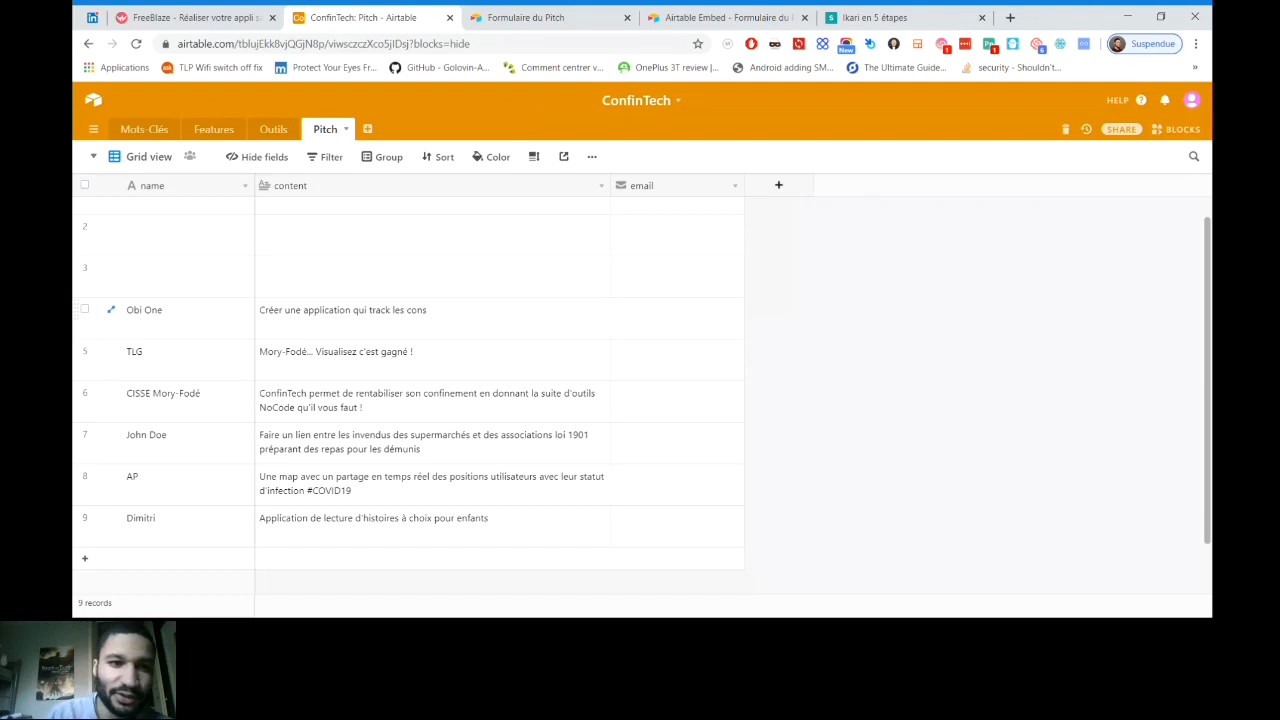 FreeBlaze - Réaliser votre appli sa
ConfinTech: Pitch - Airtable
Formulaire du Pitch
Airtable Embed - Formulaire du
Ikari en 5 étapes
airtable.com/tblujEkk8vjQGjN8p/viwsczczXco5jIDsj?blocks=hide
New
1
1
6
Suspendue
Applications
TLP Wifi switch off fix
Protect Your Eyes Fr...
GitHub - Golovin-A...
Comment centrer v...
OnePlus 3T review |...
Android adding SM...
The Ultimate Guide...
security - Shouldn't...
»
ConfinTech
HELP
Mots-Clés
Features
Outils
Pitch
SHARE
BLOCKS
Grid view
Hide fields
Filter
Group
Sort
Color
name
content
email
2
3
Obi One
Créer une application qui track les cons
5
TLG
Mory-Fodé... Visualisez c'est gagné !
6
CISSE Mory-Fodé
ConfinTech permet de rentabiliser son confinement en donnant la suite d'outils
NoCode qu'il vous faut !
7
John Doe
Faire un lien entre les invendus des supermarchés et des associations loi 1901
préparant des repas pour les démunis
8
AP
Une map avec un partage en temps réel des positions utilisateurs avec leur statut
d'infection #COVID19
9
Dimitri
Application de lecture d'histoires à choix pour enfants
9 records